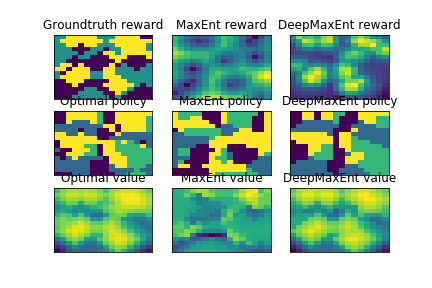 Groundtruth reward MaxEnt reward DeepMaxEnt reward
Optimal policy MaxEnt policy DeepMaxEnt policy
Optimal value MaxEnt value DeepMaxEnt value